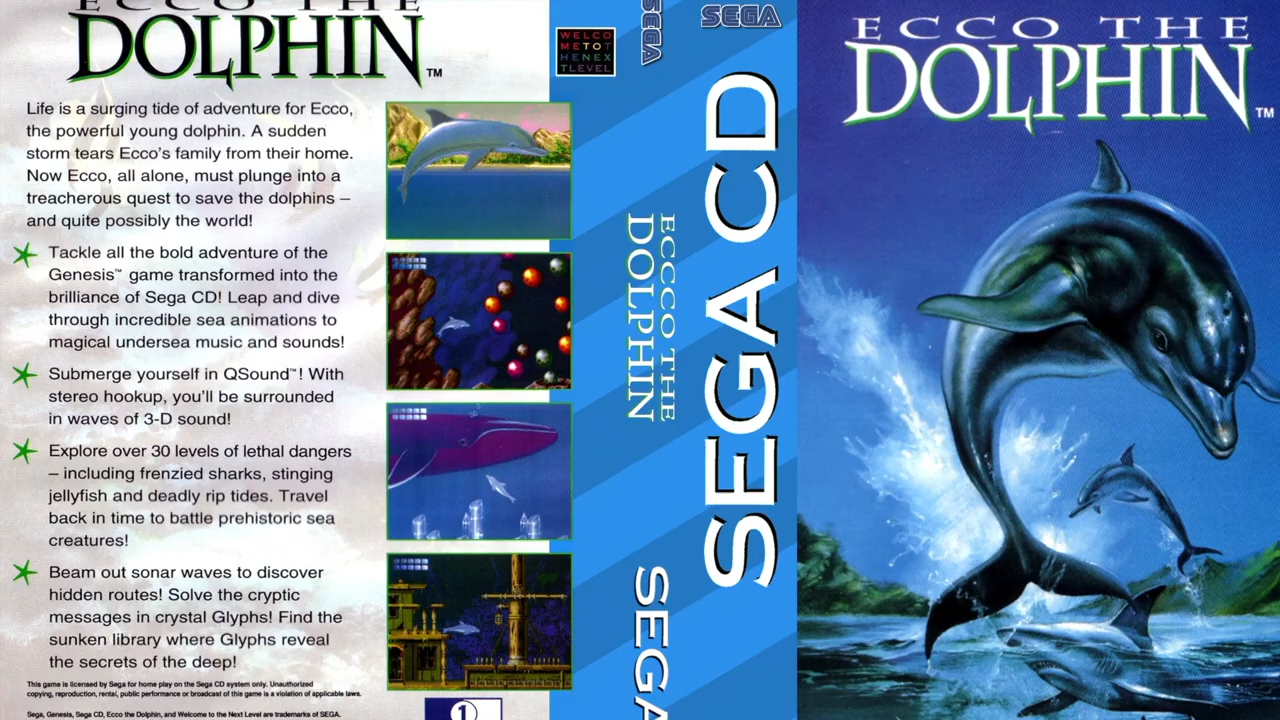 ECCO THE
DOLPHIN™
Life is a surging tide of adventure for Ecco,
the powerful young dolphin. A sudden
storm tears Ecco's family from their home.
Now Ecco, all alone, must plunge into a
treacherous quest to save the dolphins –
and quite possibly the world!
Tackle all the bold adventure of the
Genesis™ game transformed into the
brilliance of Sega CD! Leap and dive
through incredible sea animations to
magical undersea music and sounds!
Submerge yourself in QSound™! With
stereo hookup, you'll be surrounded
in waves of 3-D sound!
Explore over 30 levels of lethal dangers
– including frenzied sharks, stinging
jellyfish and deadly rip tides. Travel
back in time to battle prehistoric sea
creatures!
Beam out sonar waves to discover
hidden routes! Solve the cryptic
messages in crystal Glyphs! Find the
sunken library where Glyphs reveal
the secrets of the deep!
This game is licensed by Sega for home play on the Sega CD system only. Unauthorized
copying, reproduction, rental, public performance or broadcast of this game is a violation of applicable laws.
Sega, Genesis, Sega CD, Ecco the Dolphin, and Welcome to the Next Level are trademarks of SEGA.
1
WELCO
METOT
HENEX
TLEVEL
SEGA
ECCO THE
DOLPHIN
SEGA
SEGA
SEGA CD
ECCO THE
DOLPHIN™